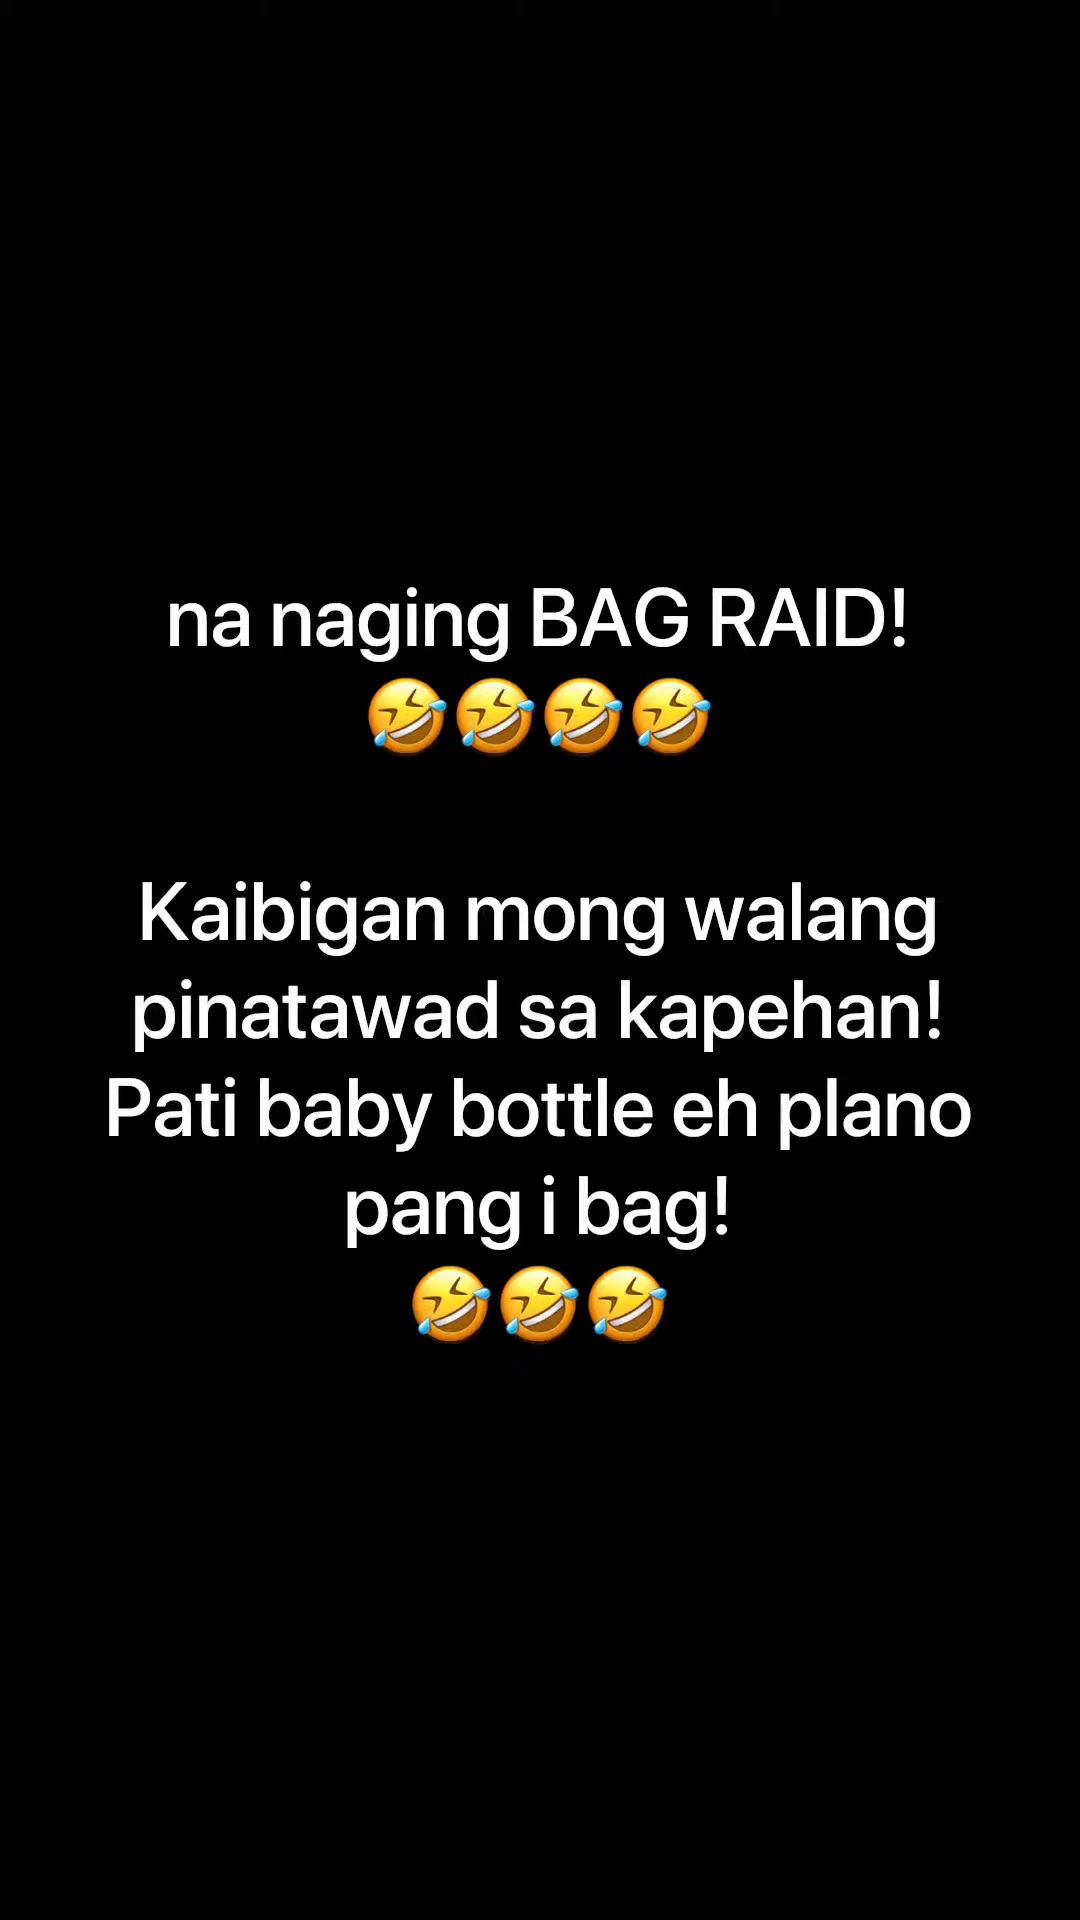 na naging BAG RAID!
🤣🤣🤣🤣
Kaibigan mong walang
pinatawad sa kapehan!
Pati baby bottle eh plano
pang i bag!
🤣🤣🤣